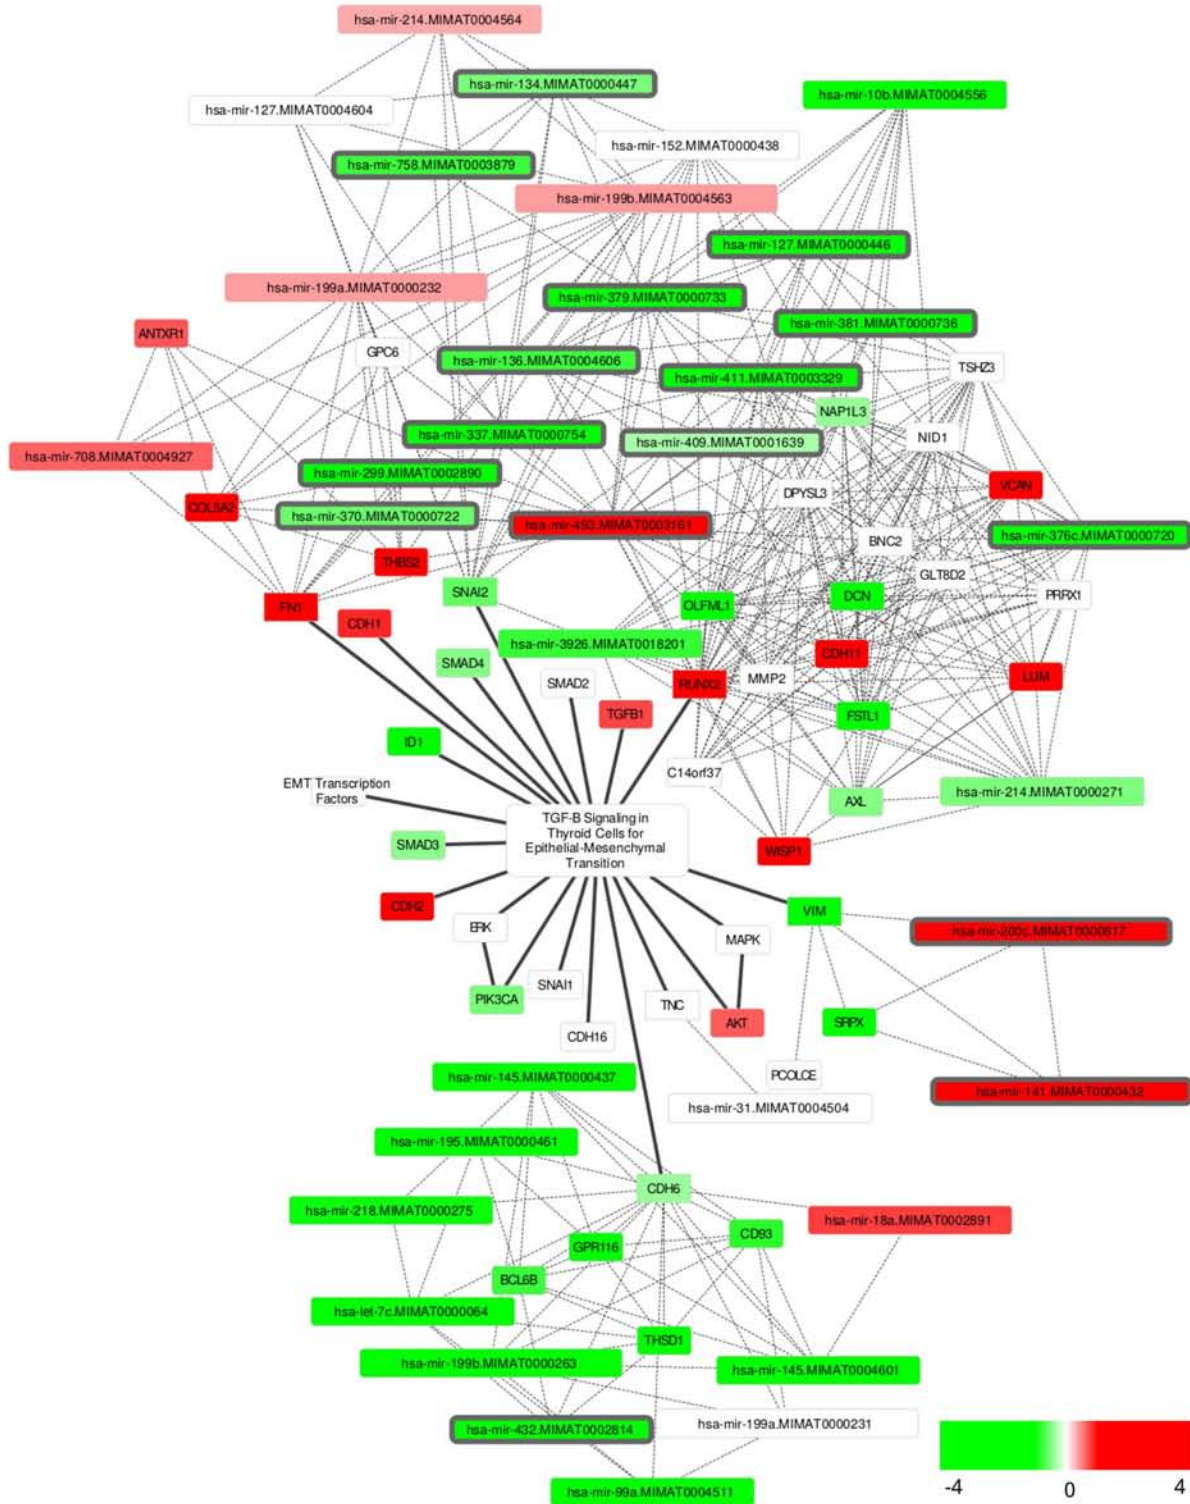 hsa-mir-214.MIMAT0004564
hsa-mir-134.MIMAT0000447
hsa-mir-10b.MIMAT0004556
hsa-mir-127.MIMAT0004604
hsa-mir-152.MIMAT0000438
hsa-mir-758.MIMAT0003879
hsa-mir-199b.MIMAT0004563
hsa-mir-127.MIMAT0000446
hsa-mir-199a.MIMAT0000232
hsa-mir-379.MIMAT0000733
hsa-mir-381.MIMAT0000736
ANTXR1
GPC6
hsa-mir-136.MIMAT0004606
TSHZ3
hsa-mir-411.MIMAT0003329
NAP1L3
hsa-mir-337.MIMAT0000754
hsa-mir-409.MIMAT0001639
NID1
hsa-mir-708.MIMAT0004927
hsa-mir-299.MIMAT0002890
VCAN
DPYSL3
COL5A2
hsa-mir-370.MIMAT0000722
hsa-mir-493.MIMAT0003161
hsa-mir-376c.MIMAT0000720
BNC2
THBS2
GLT8D2
SNAI2
PRRX1
DCN
OLFML1
FN1
CDH1
hsa-mir-3926.MIMAT0018201
CDH11
SMAD4
SMAD2
RUNX2
MMP2
LUM
TGFB1
FSTL1
ID1
C14orf37
EMT Transcription
Factors
hsa-mir-214.MIMAT0000271
AXL
TGF-B Signaling in
Thyroid Cells for
Epithelial-Mesenchymal
Transition
SMAD3
WISP1
CDH2
VIM
ERK
MAPK
hsa-mir-200c.MIMAT0000617
SNAI1
PIK3CA
TNC
AKT
SRPX
CDH16
PCOLCE
hsa-mir-145.MIMAT0000437
hsa-mir-141.MIMAT0000432
hsa-mir-31.MIMAT0004504
hsa-mir-195.MIMAT0000461
CDH6
hsa-mir-218.MIMAT0000275
hsa-mir-18a.MIMAT0002891
CD93
GPR116
BCL6B
hsa-let-7c.MIMAT0000064
THSD1
hsa-mir-199b.MIMAT0000263
hsa-mir-145.MIMAT0004601
hsa-mir-432.MIMAT0002814
hsa-mir-199a.MIMAT0000231
hsa-mir-99a.MIMAT0004511
-4 0 4